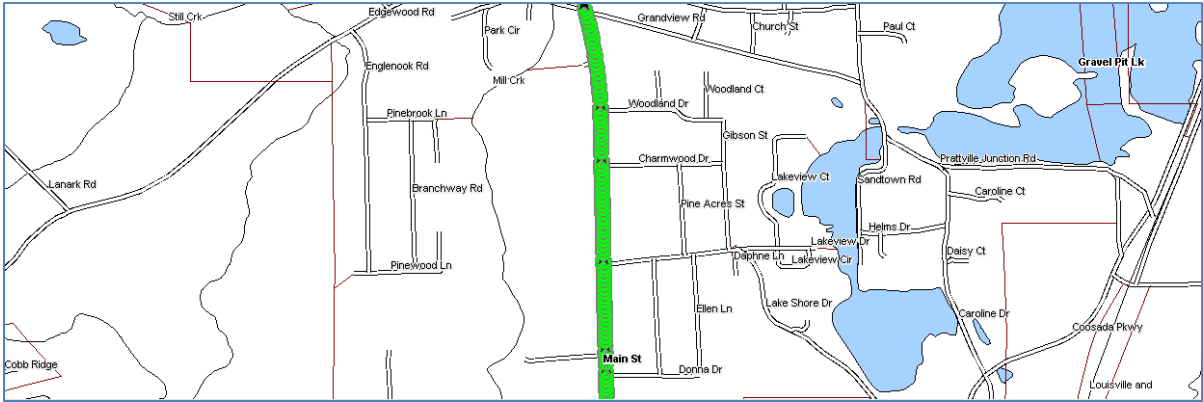 Still Crk
Edgewood Rd
Grandview Rd
Church St
Paul Ct
Park Cir
Englenook Rd
Gravel Pit Lk
Mill Crk
Woodland Ct
Woodland Dr
Pinebrook Ln
Gibson St
Charmwood Dr
Prattville Junction Rd
Lanark Rd
Branchway Rd
Lakeview Ct
Sandtown Rd
Caroline Ct
Pine Acres St
Helms Dr
Lakeview Dr
Daphne Ln
Lakeview Cir
Daisy Ct
Pinewood Ln
Ellen Ln
Lake Shore Dr
Caroline Dr
Coosada Pkwy
Cobb Ridge
Main St
Donna Dr
Louisville and